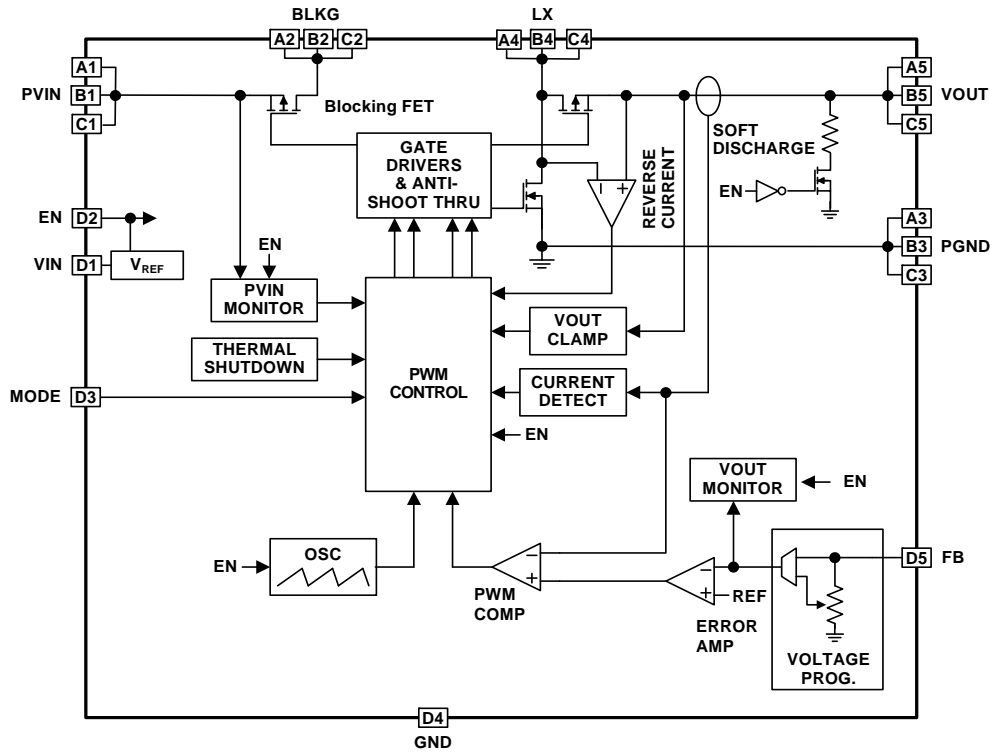 BLKG
LX
A2 B2 C2
A4 B4 C4
A1
A5
PVIN B1
B5 VOUT
C1
C5
Blocking FET
GATE
DRIVERS
& ANTI-
SHOOT THRU
REVERSE
CURRENT
SOFT
DISCHARGE
EN
EN D2
A3
B3 PGND
C3
VIN D1
VREF
EN
PVIN
MONITOR
THERMAL
SHUTDOWN
MODE D3
PWM
CONTROL
VOUT
CLAMP
CURRENT
DETECT
EN
VOUT
MONITOR
EN
EN
OSC
PWM
COMP
REF
ERROR
AMP
VOLTAGE
PROG.
D5 FB
D4
GND